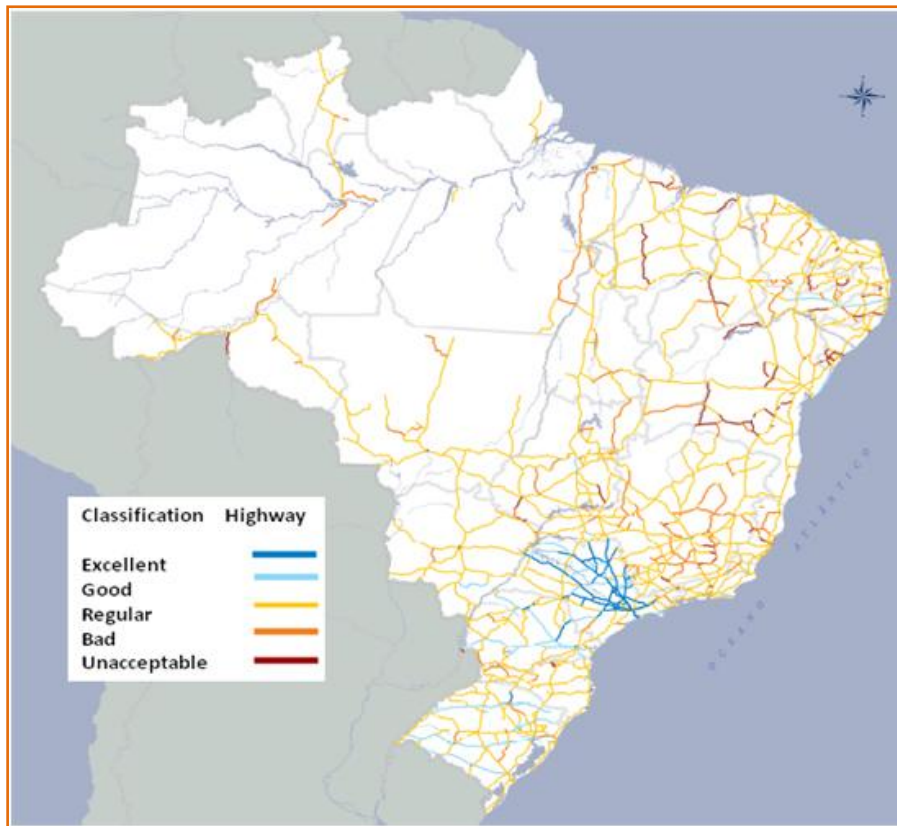 Classification Highway
Excellent
Good
Regular
Bad
Unacceptable
OCEANO ATLÂNTICO